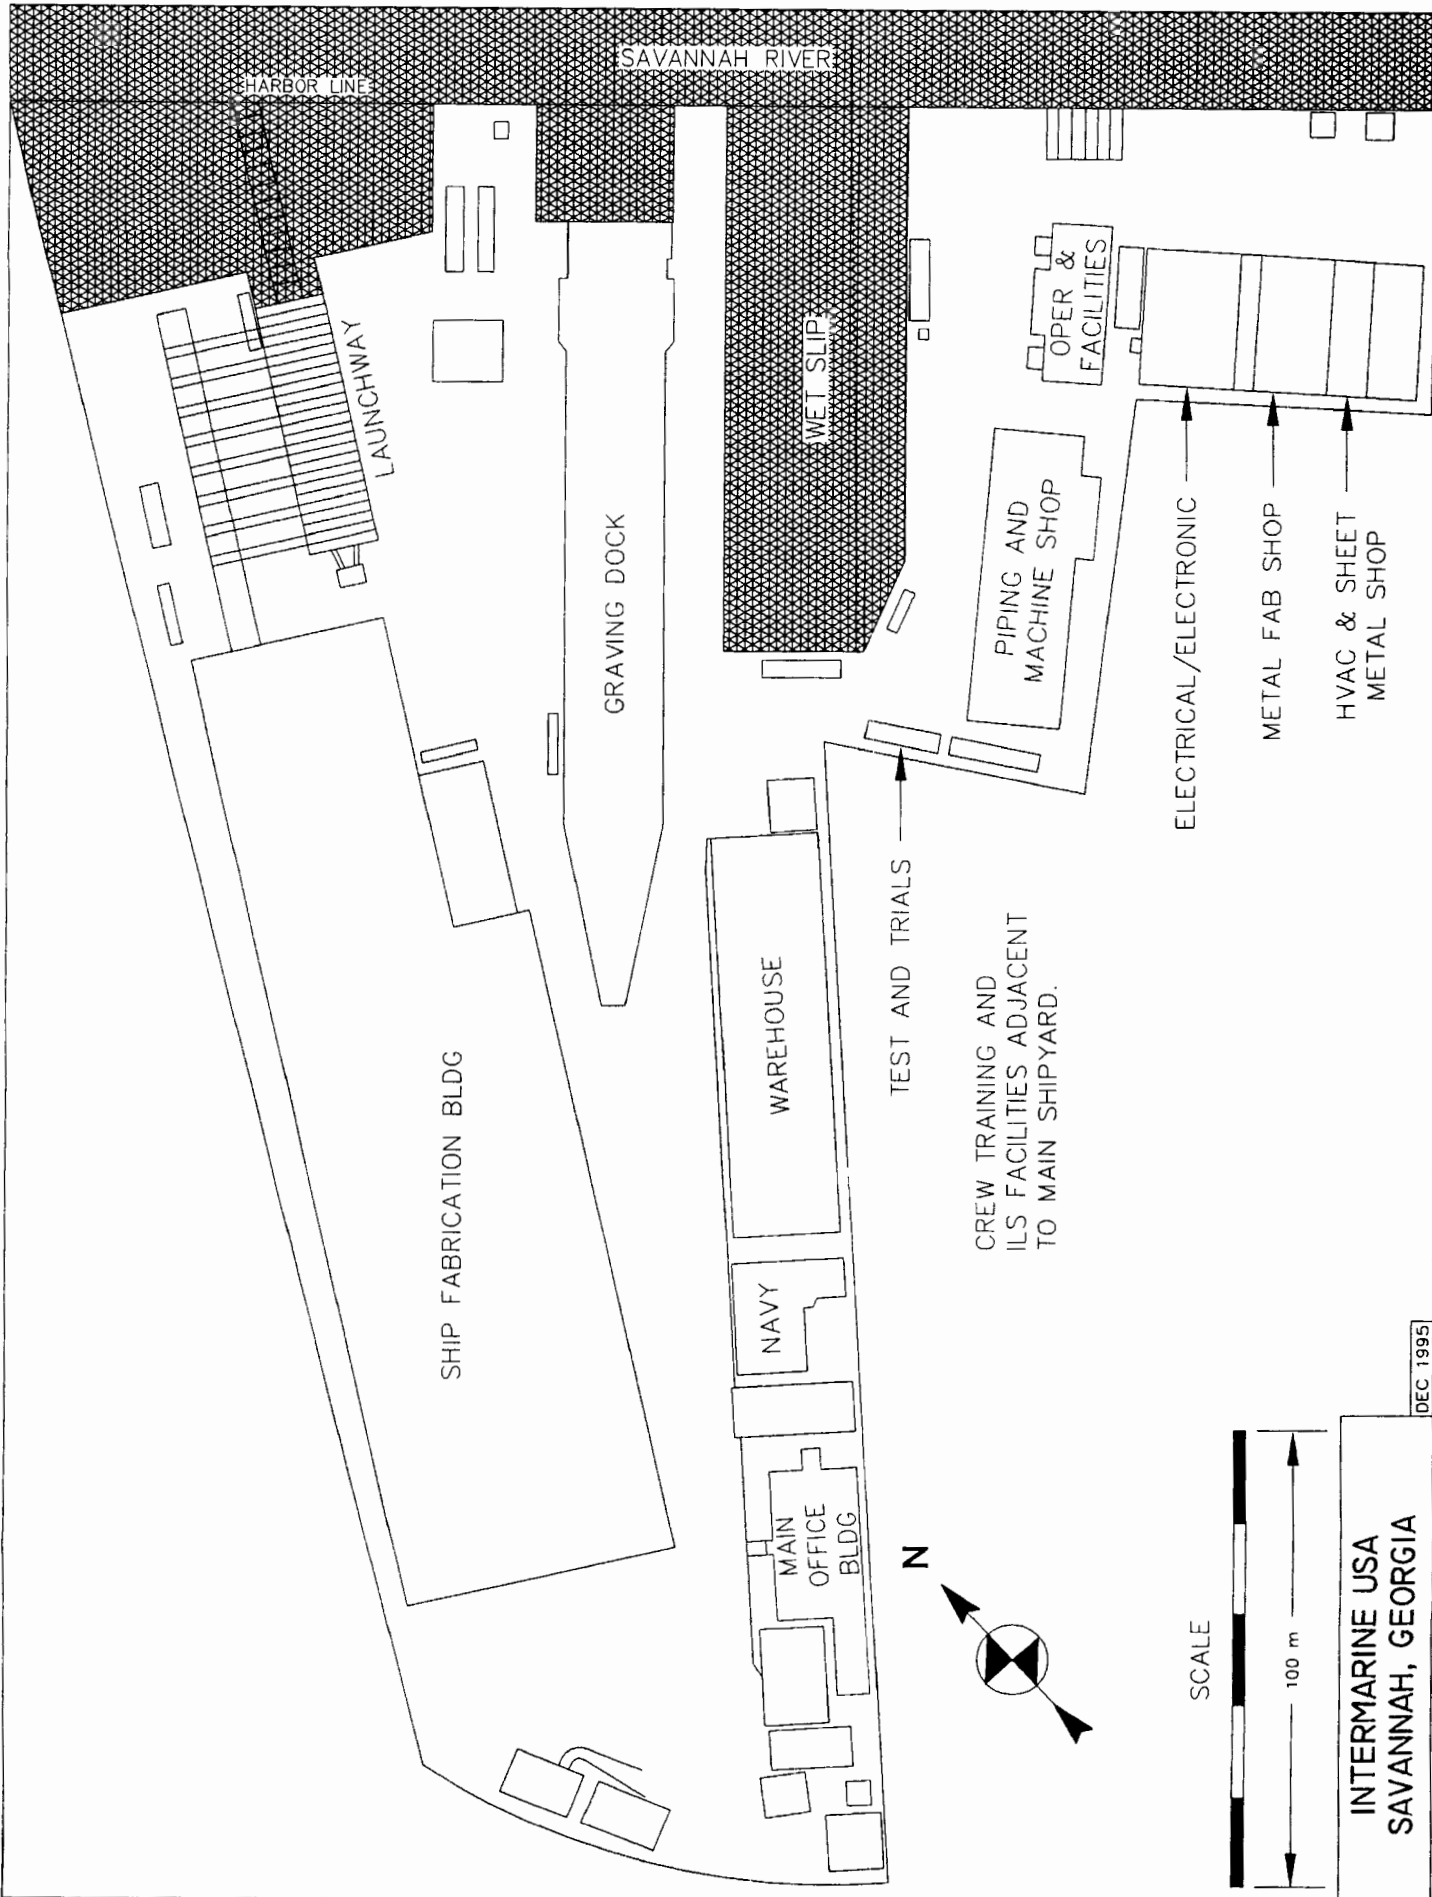 SAVANNAH RIVER
HARBOR LINE
LAUNCHWAY
GRAVING DOCK
WET SLIP
OPER &
FACILITIES
PIPING AND
MACHINE SHOP
ELECTRICAL/ELECTRONIC
METAL FAB SHOP
HVAC & SHEET
METAL SHOP
SHIP FABRICATION BLDG
WAREHOUSE
TEST AND TRIALS
CREW TRAINING AND
ILS FACILITIES ADJACENT
TO MAIN SHIPYARD.
NAVY
MAIN
OFFICE
BLDG
N
SCALE
100 m
DEC 1995
INTERMARINE USA
SAVANNAH, GEORGIA